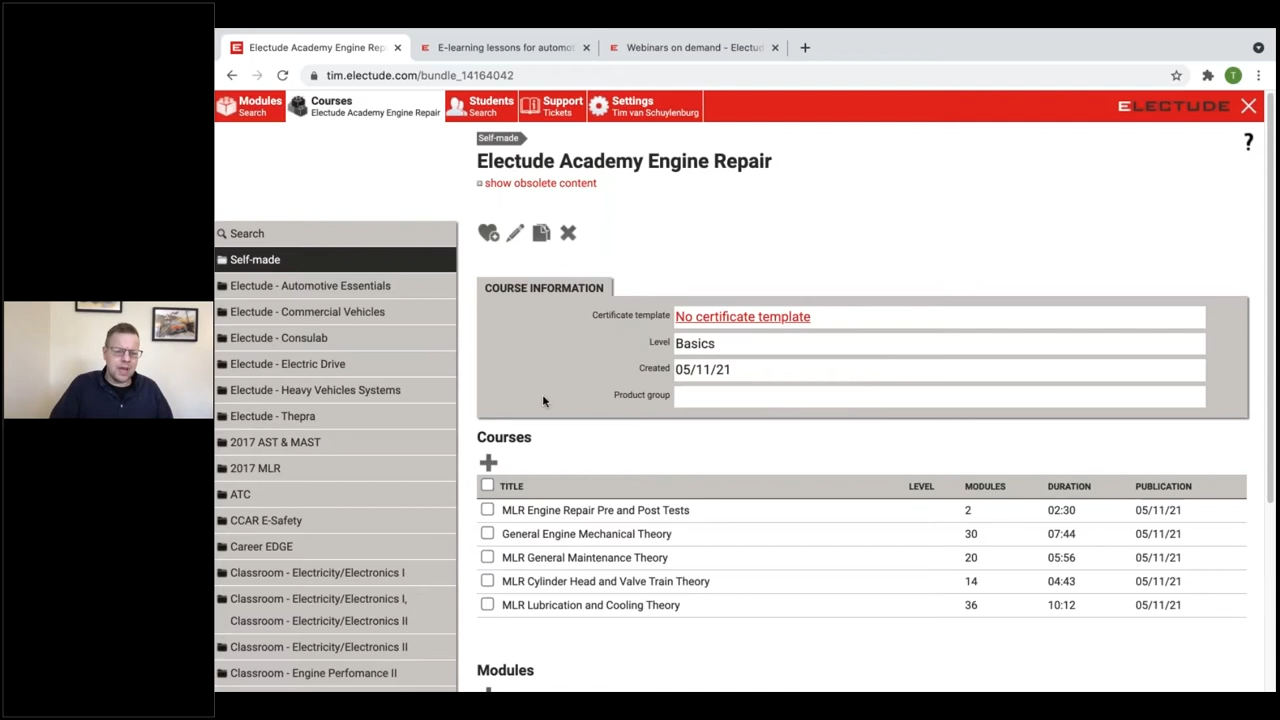 Electude Academy Engine Rep
E-learning lessons for automot
Webinars on demand - Electud
tim.electude.com/bundle_14164042
T
Modules
Search
Courses
Electude Academy Engine Repair
Students
Search
Support
Tickets
Settings
Tim van Schuylenburg
ELECTUDE
Self-made
?
Electude Academy Engine Repair
show obsolete content
Search
Self-made
Electude - Automotive Essentials
Electude - Commercial Vehicles
Electude - Consulab
Electude - Electric Drive
Electude - Heavy Vehicles Systems
Electude - Thepra
2017 AST & MAST
2017 MLR
ATC
CCAR E-Safety
Career EDGE
Classroom - Electricity/Electronics I
Classroom - Electricity/Electronics I,
Classroom - Electricity/Electronics II
Classroom - Electricity/Electronics II
Classroom - Engine Perfomance II
COURSE INFORMATION
Certificate template No certificate template
Level Basics
Created 05/11/21
Product group
Courses
TITLE LEVEL MODULES DURATION PUBLICATION
MLR Engine Repair Pre and Post Tests 2 02:30 05/11/21
General Engine Mechanical Theory 30 07:44 05/11/21
MLR General Maintenance Theory 20 05:56 05/11/21
MLR Cylinder Head and Valve Train Theory 14 04:43 05/11/21
MLR Lubrication and Cooling Theory 36 10:12 05/11/21
Modules